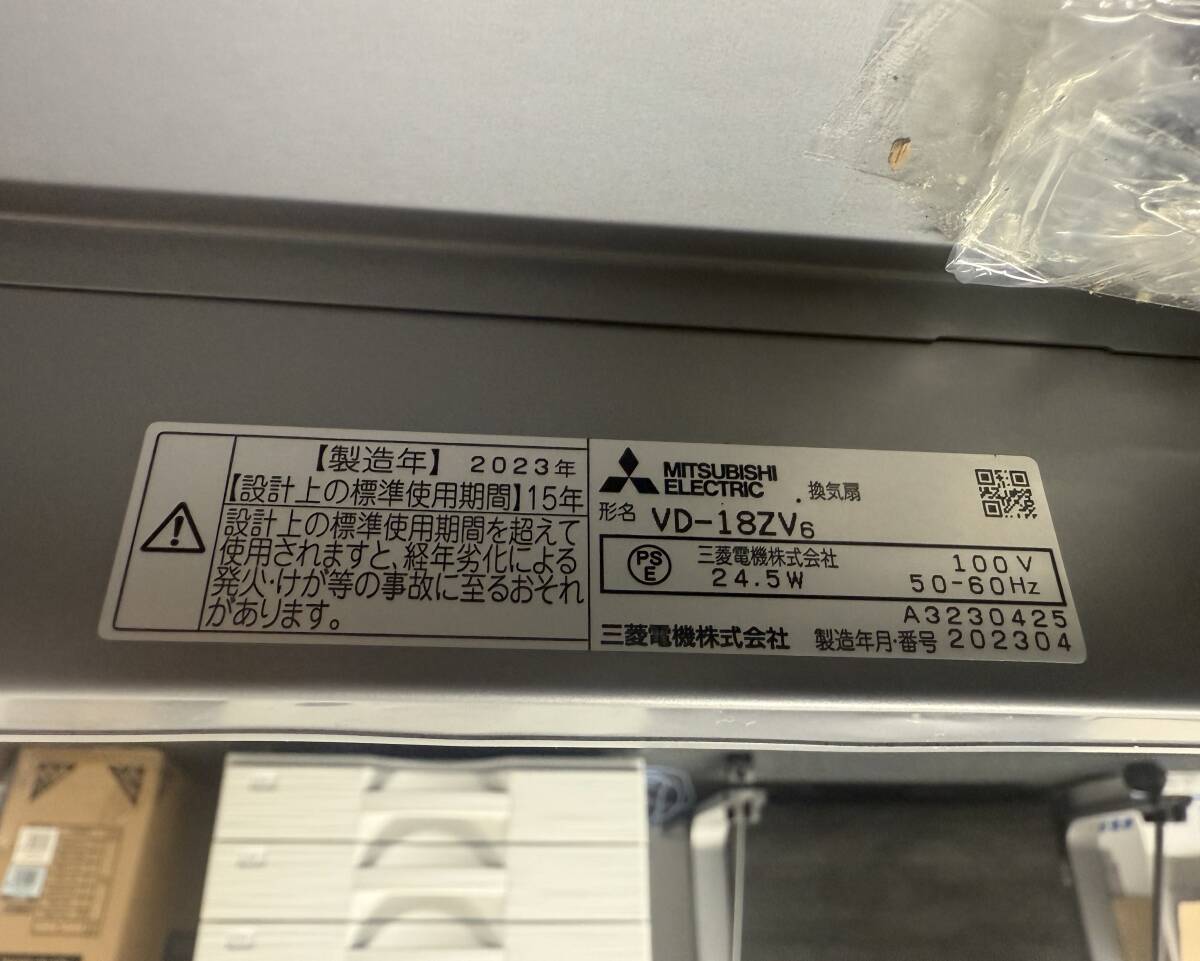 【製造年】 2023年
【設計上の標準使用期間】15年
設計上の標準使用期間を超えて
使用されますと、経年劣化による
発火・けが等の事故に至るおそれ
があります。
MITSUBISHI
ELECTRIC
換気扇
形名 VD-18ZV6
PS
E
三菱電機株式会社 100V
24.5W 50-60Hz
A3230425
三菱電機株式会社 製造年月・番号 202304